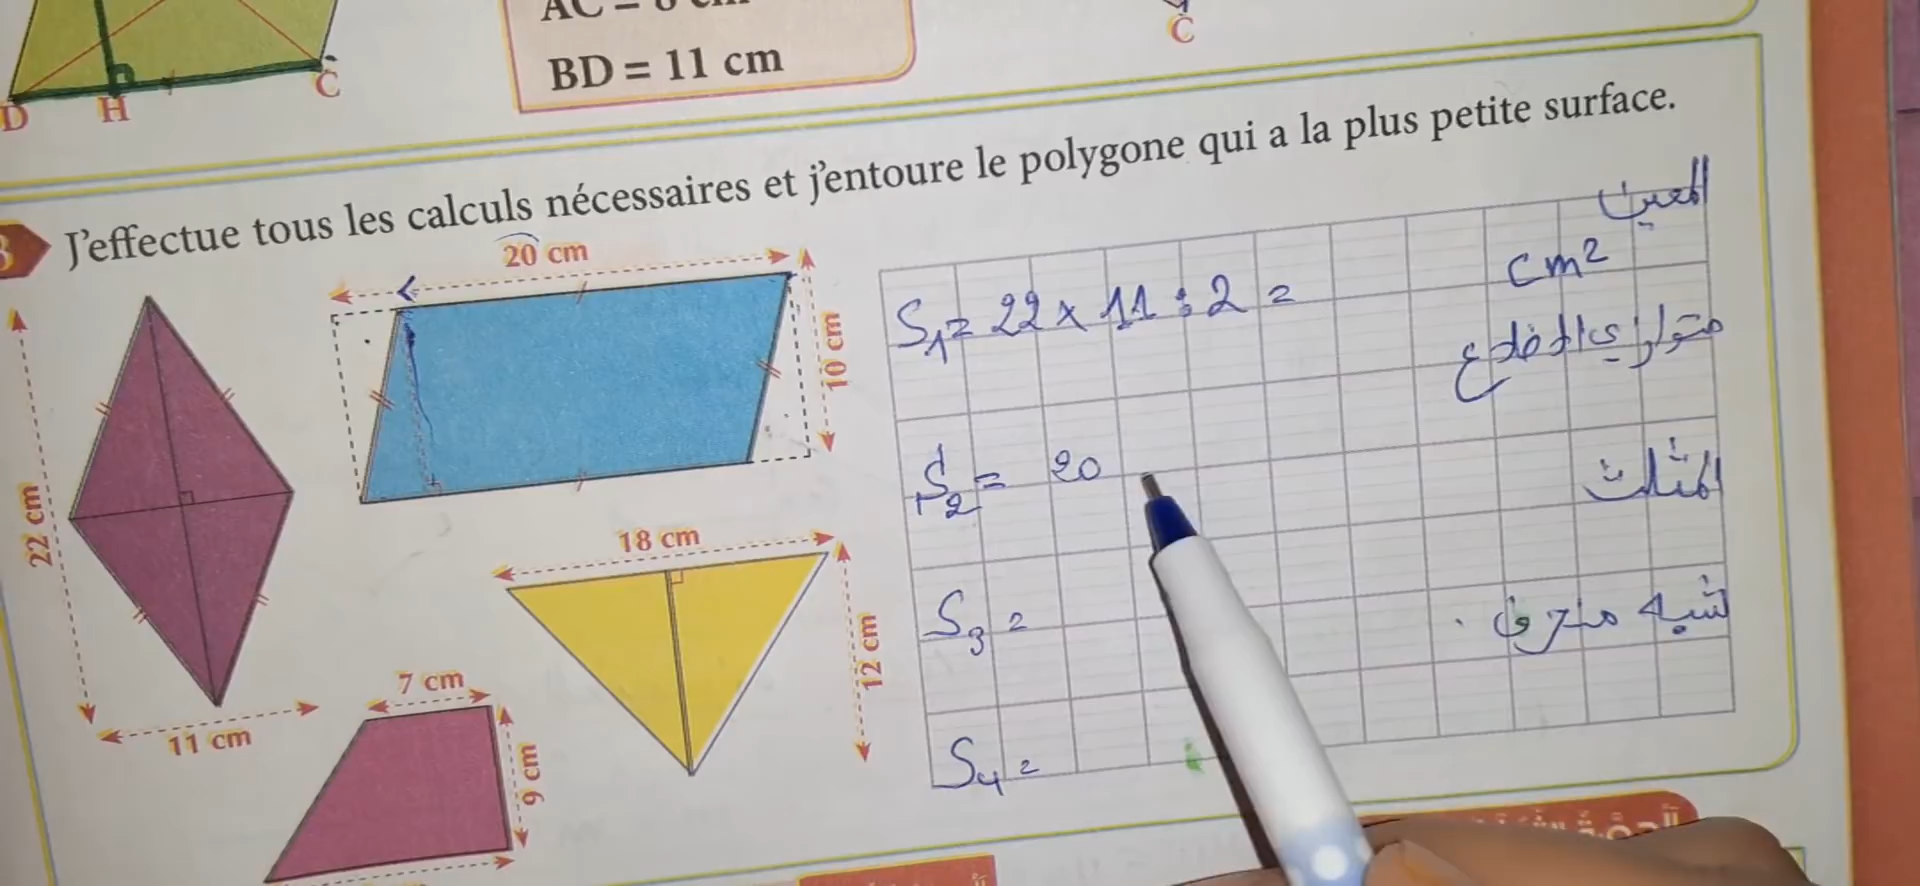 BD = 11 cm
D
H
C
C
J'effectue tous les calculs nécessaires et j'entoure le polygone qui a la plus petite surface.
20 cm
10 cm
22 cm
11 cm
18 cm
12 cm
7 cm
9 cm
المعين
S1 = 22 x 11 : 2 =
cm²
متوازي الاضلاع
S2 = 20
المثلث
S3 =
شبه منحرف
S4 =